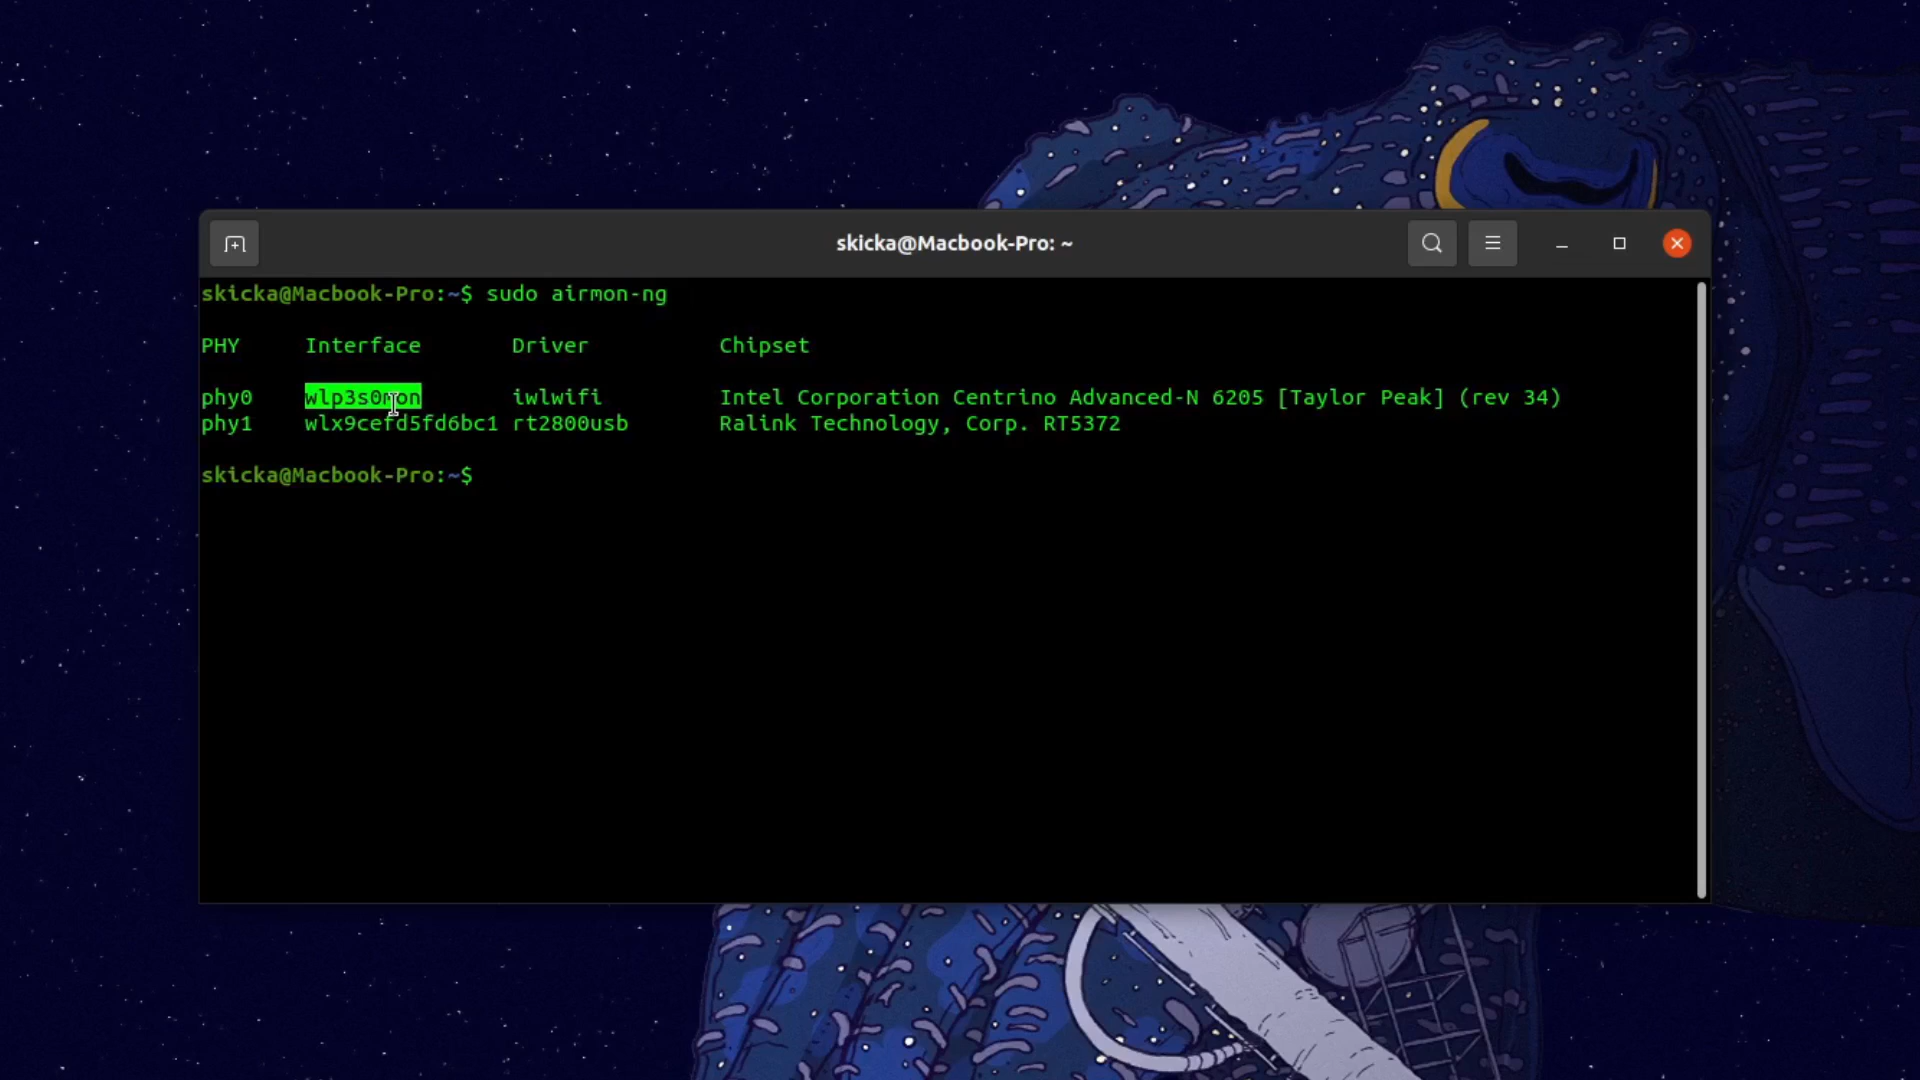 skicka@Macbook-Pro: ~
skicka@Macbook-Pro:~$ sudo airmon-ng
PHY Interface Driver Chipset
phy0 wlp3s0mon iwlwifi Intel Corporation Centrino Advanced-N 6205 [Taylor Peak] (rev 34)
phy1 wlx9cefd5fd6bc1 rt2800usb Ralink Technology, Corp. RT5372
skicka@Macbook-Pro:~$